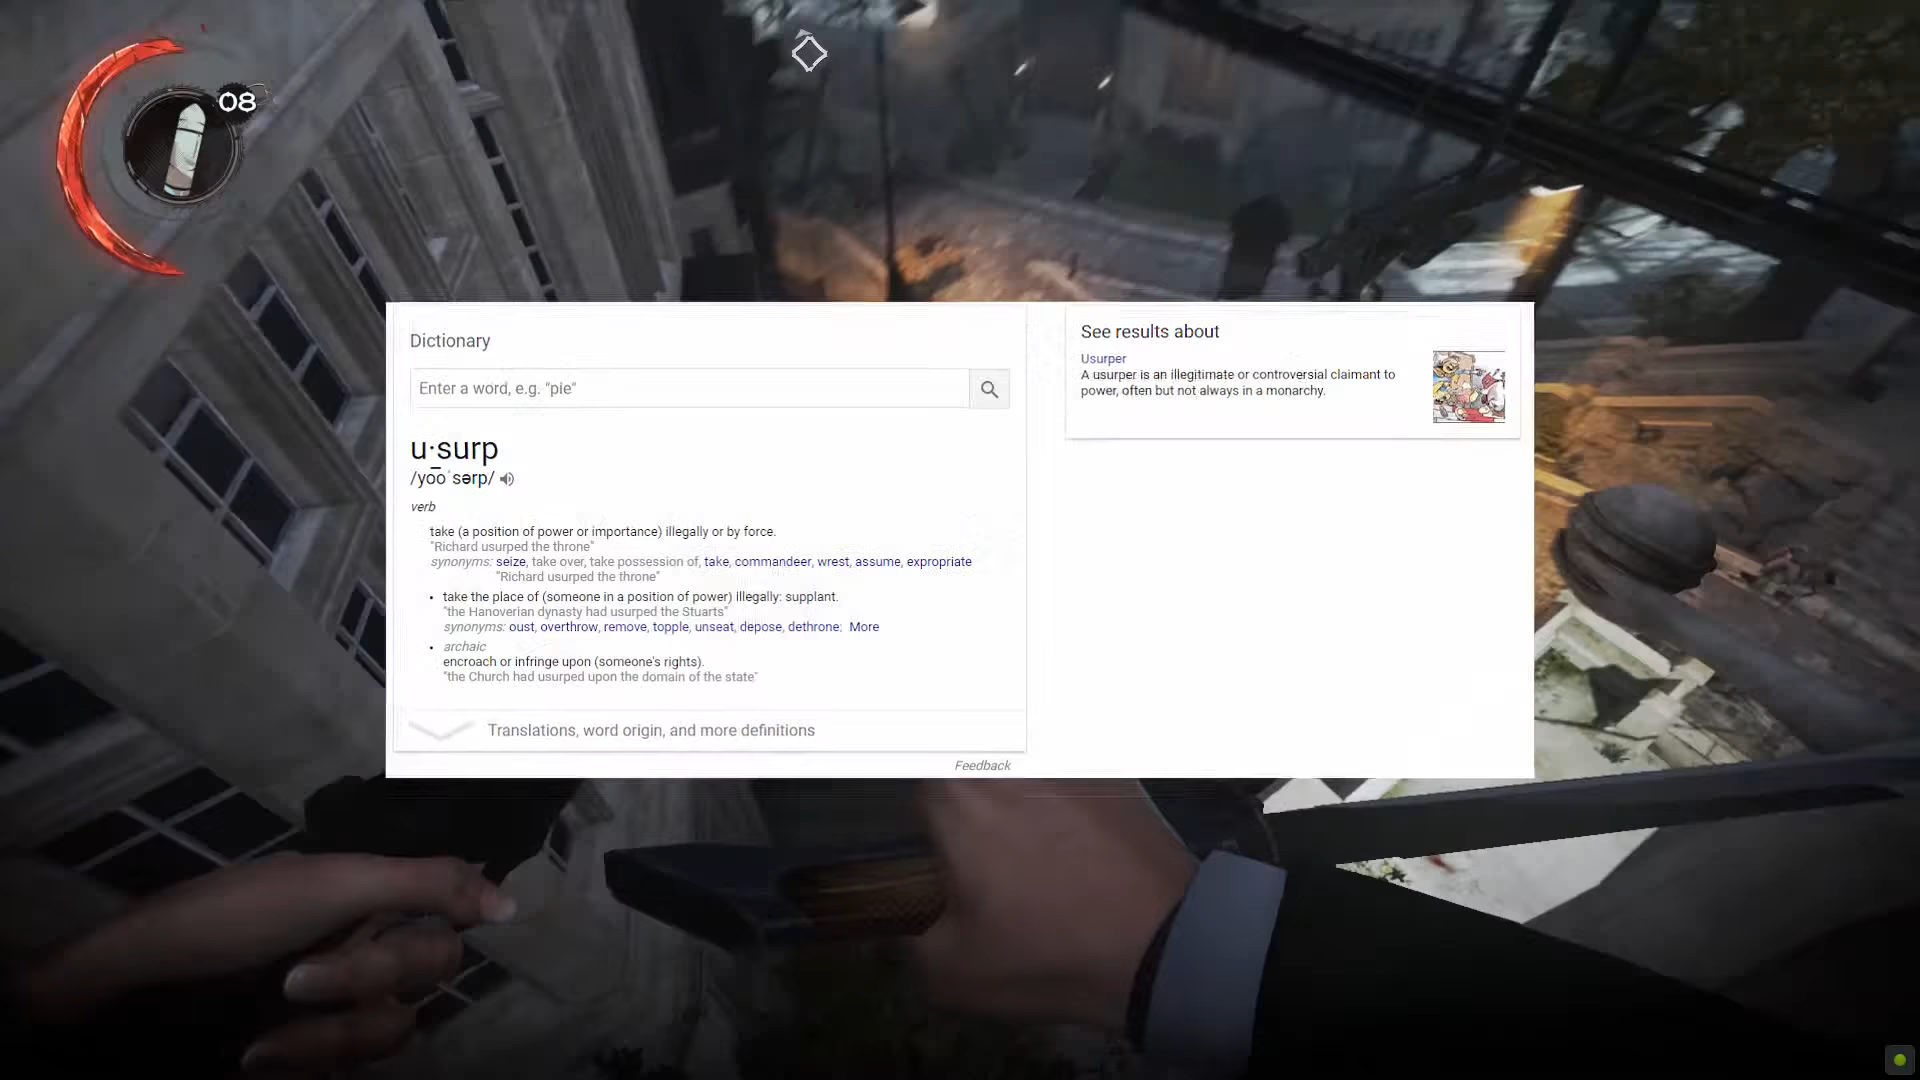 08
Dictionary
Enter a word, e.g. "pie"
u·surp
/yo͞oˈsərp/
verb
take (a position of power or importance) illegally or by force.
"Richard usurped the throne"
synonyms: seize, take over, take possession of, take, commandeer, wrest, assume, expropriate
"Richard usurped the throne"
• take the place of (someone in a position of power) illegally: supplant.
"the Hanoverian dynasty had usurped the Stuarts"
synonyms: oust, overthrow, remove, topple, unseat, depose, dethrone; More
• archaic
encroach or infringe upon (someone's rights).
"the Church had usurped upon the domain of the state"
Translations, word origin, and more definitions
Feedback
See results about
Usurper
A usurper is an illegitimate or controversial claimant to
power, often but not always in a monarchy.